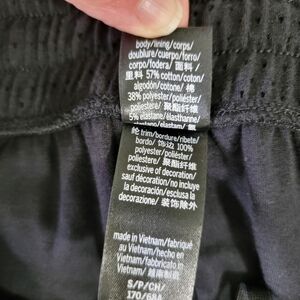 body/lining/corps/
doublure/cuerpo/forro/
corpo/fodera/ 面料 /
里料 57% cotton/coton/
algodón/cotone/ 棉
38% polyester/poliéster/
poliestere/ 聚酯纤维
5% elastane/élasthanne/
elastano/elastam/ 氨
纶 trim/bordure/ribete/
bordo/ 饰边 100%
polyester/poliéster/
poliestere/ 聚酯纤维
exclusive of decoration/
sauf décoration/ no incluye
la decoración/ esclusa la
decorazione/ 装饰除外
made in Vietnam/fabriqué
au Vietnam/hecho en
Vietnam/fabbricato in
Vietnam/ 越南制造
S/P/CH/
170/68A